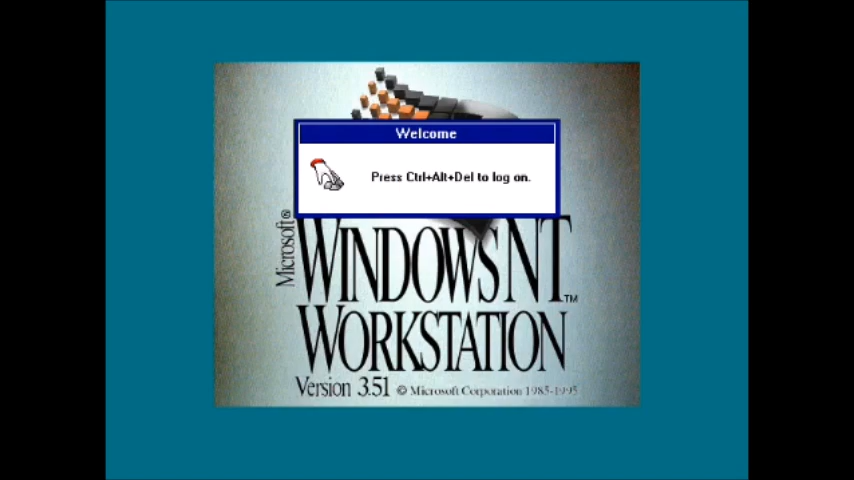 Welcome
Press Ctrl+Alt+Del to log on.
Microsoft®
WINDOWS NT™
WORKSTATION
Version 3.51 © Microsoft Corporation 1985-1995